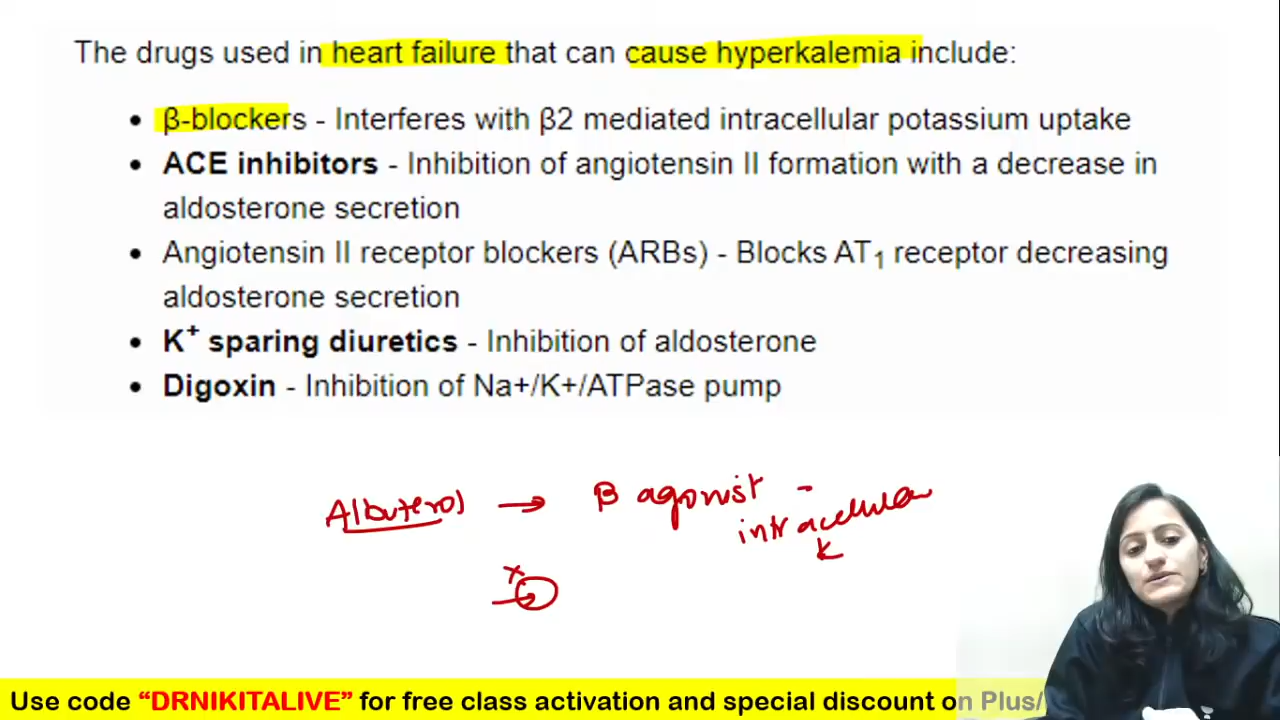 The drugs used in heart failure that can cause hyperkalemia include:
• β-blockers - Interferes with β2 mediated intracellular potassium uptake
• ACE inhibitors - Inhibition of angiotensin II formation with a decrease in
aldosterone secretion
• Angiotensin II receptor blockers (ARBs) - Blocks AT₁ receptor decreasing
aldosterone secretion
• K⁺ sparing diuretics - Inhibition of aldosterone
• Digoxin - Inhibition of Na+/K+/ATPase pump
Albuterol → β agonist -
intracellular
K
x
Use code “DRNIKITALIVE” for free class activation and special discount on Plus/